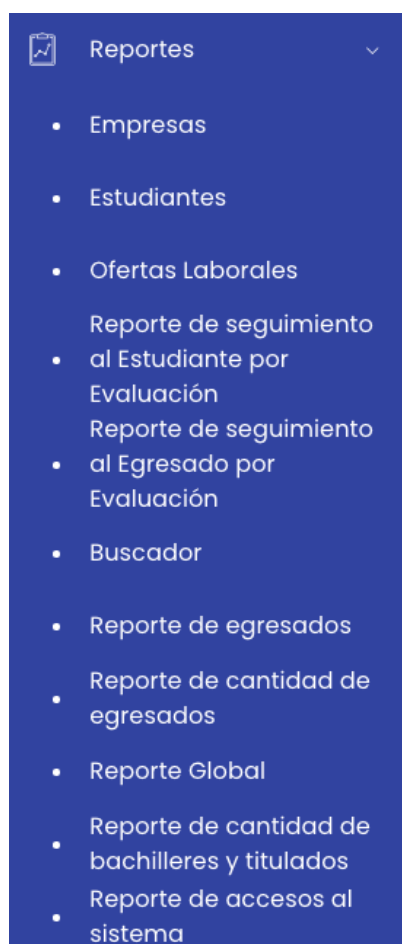 Reportes
Empresas
Estudiantes
Ofertas Laborales
Reporte de seguimiento
al Estudiante por
Evaluación
Reporte de seguimiento
al Egresado por
Evaluación
Buscador
Reporte de egresados
Reporte de cantidad de
egresados
Reporte Global
Reporte de cantidad de
bachilleres y titulados
Reporte de accesos al
sistema